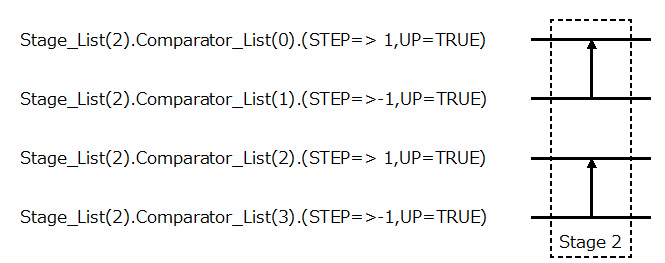 Stage_List(2).Comparator_List(0).(STEP=> 1,UP=TRUE)
Stage_List(2).Comparator_List(1).(STEP=>-1,UP=TRUE)
Stage_List(2).Comparator_List(2).(STEP=> 1,UP=TRUE)
Stage_List(2).Comparator_List(3).(STEP=>-1,UP=TRUE)
Stage 2